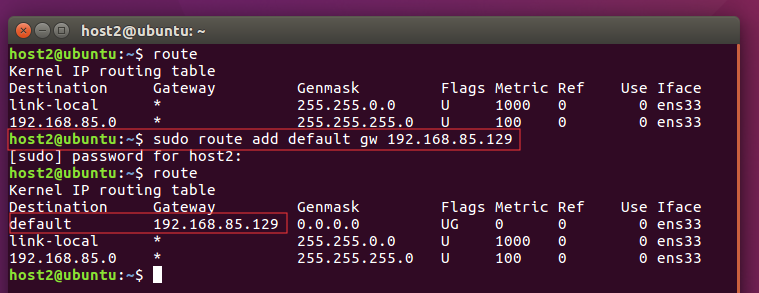 host2@ubuntu: ~
host2@ubuntu:~$ route
Kernel IP routing table
Destination     Gateway         Genmask         Flags Metric Ref    Use Iface
link-local      *               255.255.0.0     U     1000   0        0 ens33
192.168.85.0    *               255.255.255.0   U     100    0        0 ens33
host2@ubuntu:~$ sudo route add default gw 192.168.85.129
[sudo] password for host2:
host2@ubuntu:~$ route
Kernel IP routing table
Destination     Gateway         Genmask         Flags Metric Ref    Use Iface
default         192.168.85.129  0.0.0.0         UG    0      0        0 ens33
link-local      *               255.255.0.0     U     1000   0        0 ens33
192.168.85.0    *               255.255.255.0   U     100    0        0 ens33
host2@ubuntu:~$